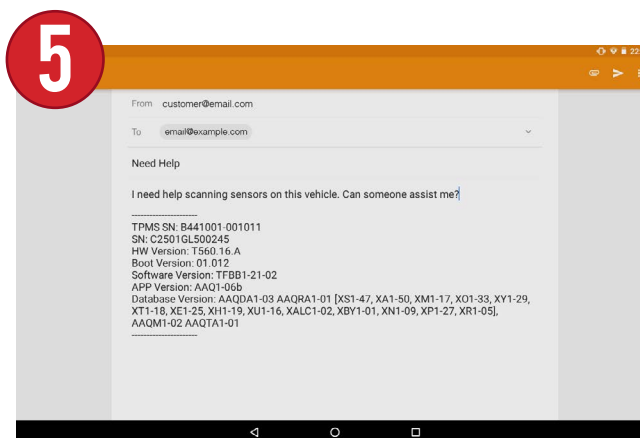 5
22
From customer@email.com
To email@example.com
Need Help
I need help scanning sensors on this vehicle. Can someone assist me?
----------------------
TPMS SN: B441001-001011
SN: C2501GL500245
HW Version: T560.16.A
Boot Version: 01.012
Software Version: TFBB1-21-02
APP Version: AAQ1-06b
Database Version: AAQDA1-03 AAQRA1-01 [XS1-47, XA1-50, XM1-17, XO1-33, XY1-29,
XT1-18, XE1-25, XH1-19, XU1-16, XALC1-02, XBY1-01, XN1-09, XP1-27, XR1-05],
AAQM1-02 AAQTA1-01
----------------------